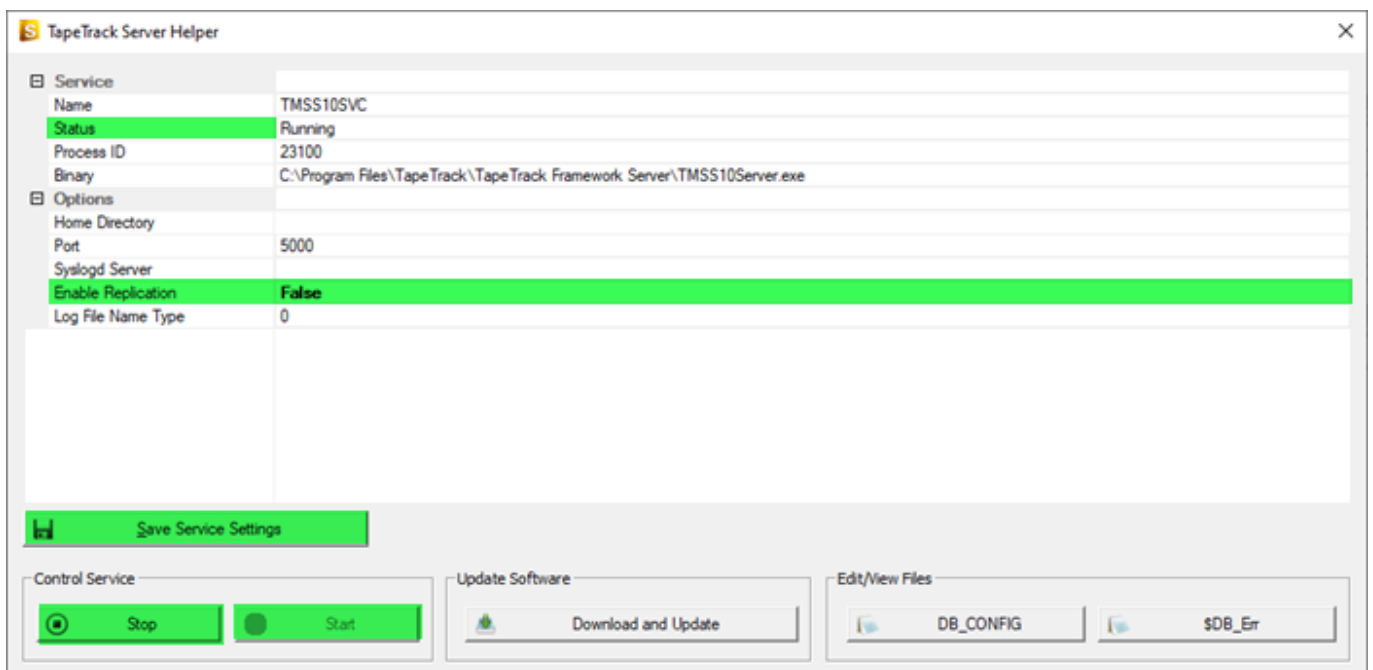 TapeTrack Server Helper
Service
Name TMSS10SVC
Status Running
Process ID 23100
Binary C:\Program Files\TapeTrack\TapeTrack Framework Server\TMSS10Server.exe
Options
Home Directory
Port 5000
Syslogd Server
Enable Replication False
Log File Name Type 0
Save Service Settings
Control Service Update Software Edit/View Files
Stop Start Download and Update DB_CONFIG $DB_Err